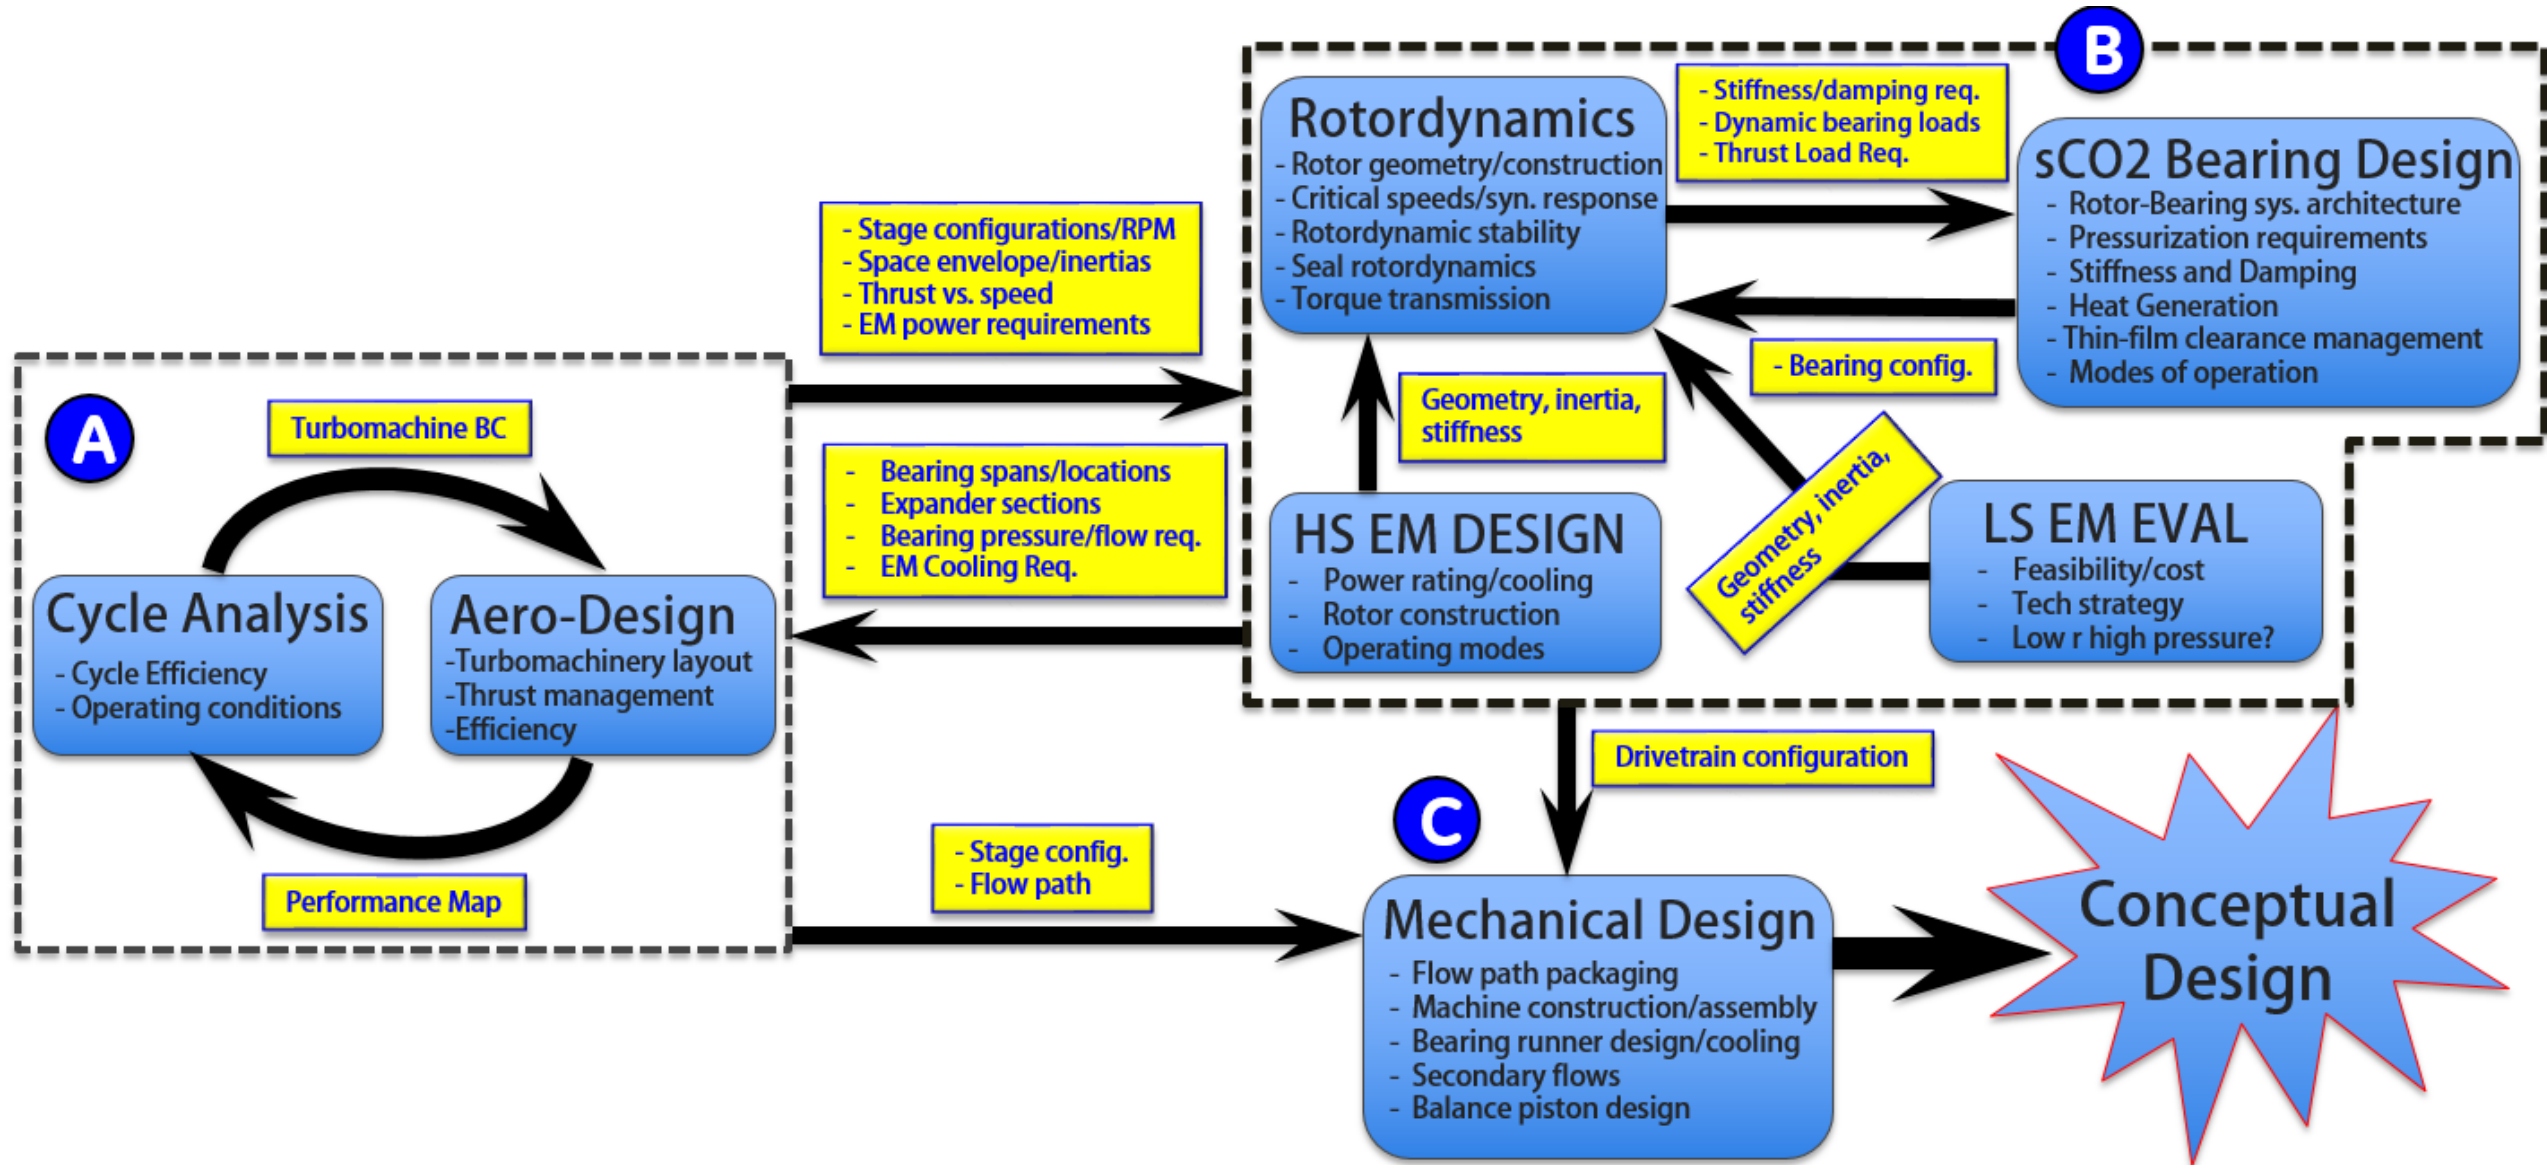 A
Turbomachine BC
Cycle Analysis
- Cycle Efficiency
- Operating conditions
Aero-Design
-Turbomachinery layout
-Thrust management
-Efficiency
Performance Map
- Stage configurations/RPM
- Space envelope/inertias
- Thrust vs. speed
- EM power requirements
- Bearing spans/locations
- Expander sections
- Bearing pressure/flow req.
- EM Cooling Req.
- Stage config.
- Flow path
B
Rotordynamics
- Rotor geometry/construction
- Critical speeds/syn. response
- Rotordynamic stability
- Seal rotordynamics
- Torque transmission
- Stiffness/damping req.
- Dynamic bearing loads
- Thrust Load Req.
sCO2 Bearing Design
- Rotor-Bearing sys. architecture
- Pressurization requirements
- Stiffness and Damping
- Heat Generation
- Thin-film clearance management
- Modes of operation
- Bearing config.
Geometry, inertia,
stiffness
Geometry, inertia,
stiffness
HS EM DESIGN
- Power rating/cooling
- Rotor construction
- Operating modes
LS EM EVAL
- Feasibility/cost
- Tech strategy
- Low r high pressure?
Drivetrain configuration
C
Mechanical Design
- Flow path packaging
- Machine construction/assembly
- Bearing runner design/cooling
- Secondary flows
- Balance piston design
Conceptual
Design